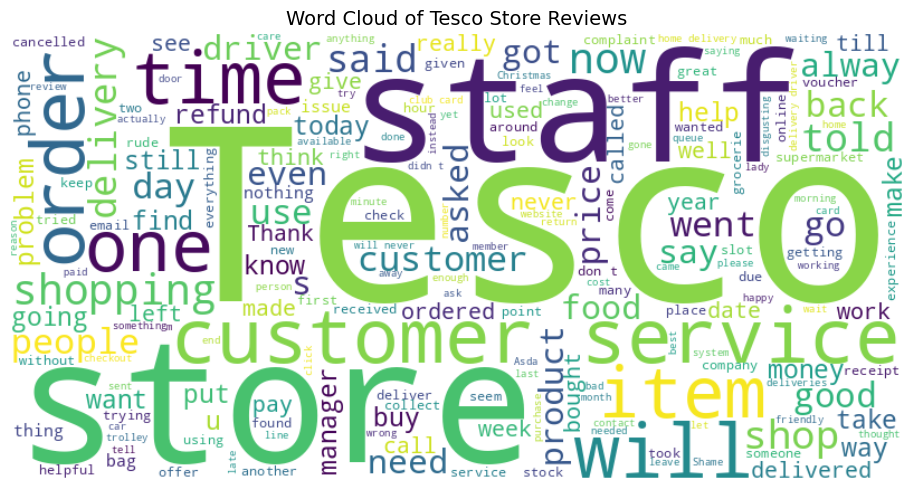 Word Cloud of Tesco Store Reviews
cancelled
see
care
anything
home delivery
much
waiting
driver
said
really
got
now
complaint
saying
till
given
Christmas
great
alway
review
door
time
staff
feel
voucher
phone
order
delivery
two
actually
refund
give
issue
try
hour
club card
lot
change
better
help
back
online
delivery driver
home
rude
pack
today
available
used
yet
around
wanted
queue
disgusting
told
keep
still
think
right
done
instead
look
called
gone
well
lady
supermarket
problem
tried
day
everything
even
nothing
didn t
asked
never
price
come
grocerie
make
reason
email
find
use
minute
number
website
return
year
went
morning
card
go
experience
one
Thank
check
customer
say
slot
please
getting
working
paid
new
will never
member
know
s
away
enough
don t
came
cost
due
Tesco
shopping
person
first
received
ask
point
many
food
place
date
happy
wait
work
going
left
made
ordered
something
m
people
without
checkout
end
customer service
click
Asda
last
best
system
company
deliveries
money
receipt
store
sent
want
put
pay
found
manager
deliver
collect
seem
product
bought
bad
month
item
good
trying
car
trolley
u
buy
week
purchase
contact
needed
will
let
shop
friendly
take
thought
thing
tell
bag
using
line
wrong
call
need
took
someone
way
helpful
offer
late
another
service
stock
leave
Shame
delivered